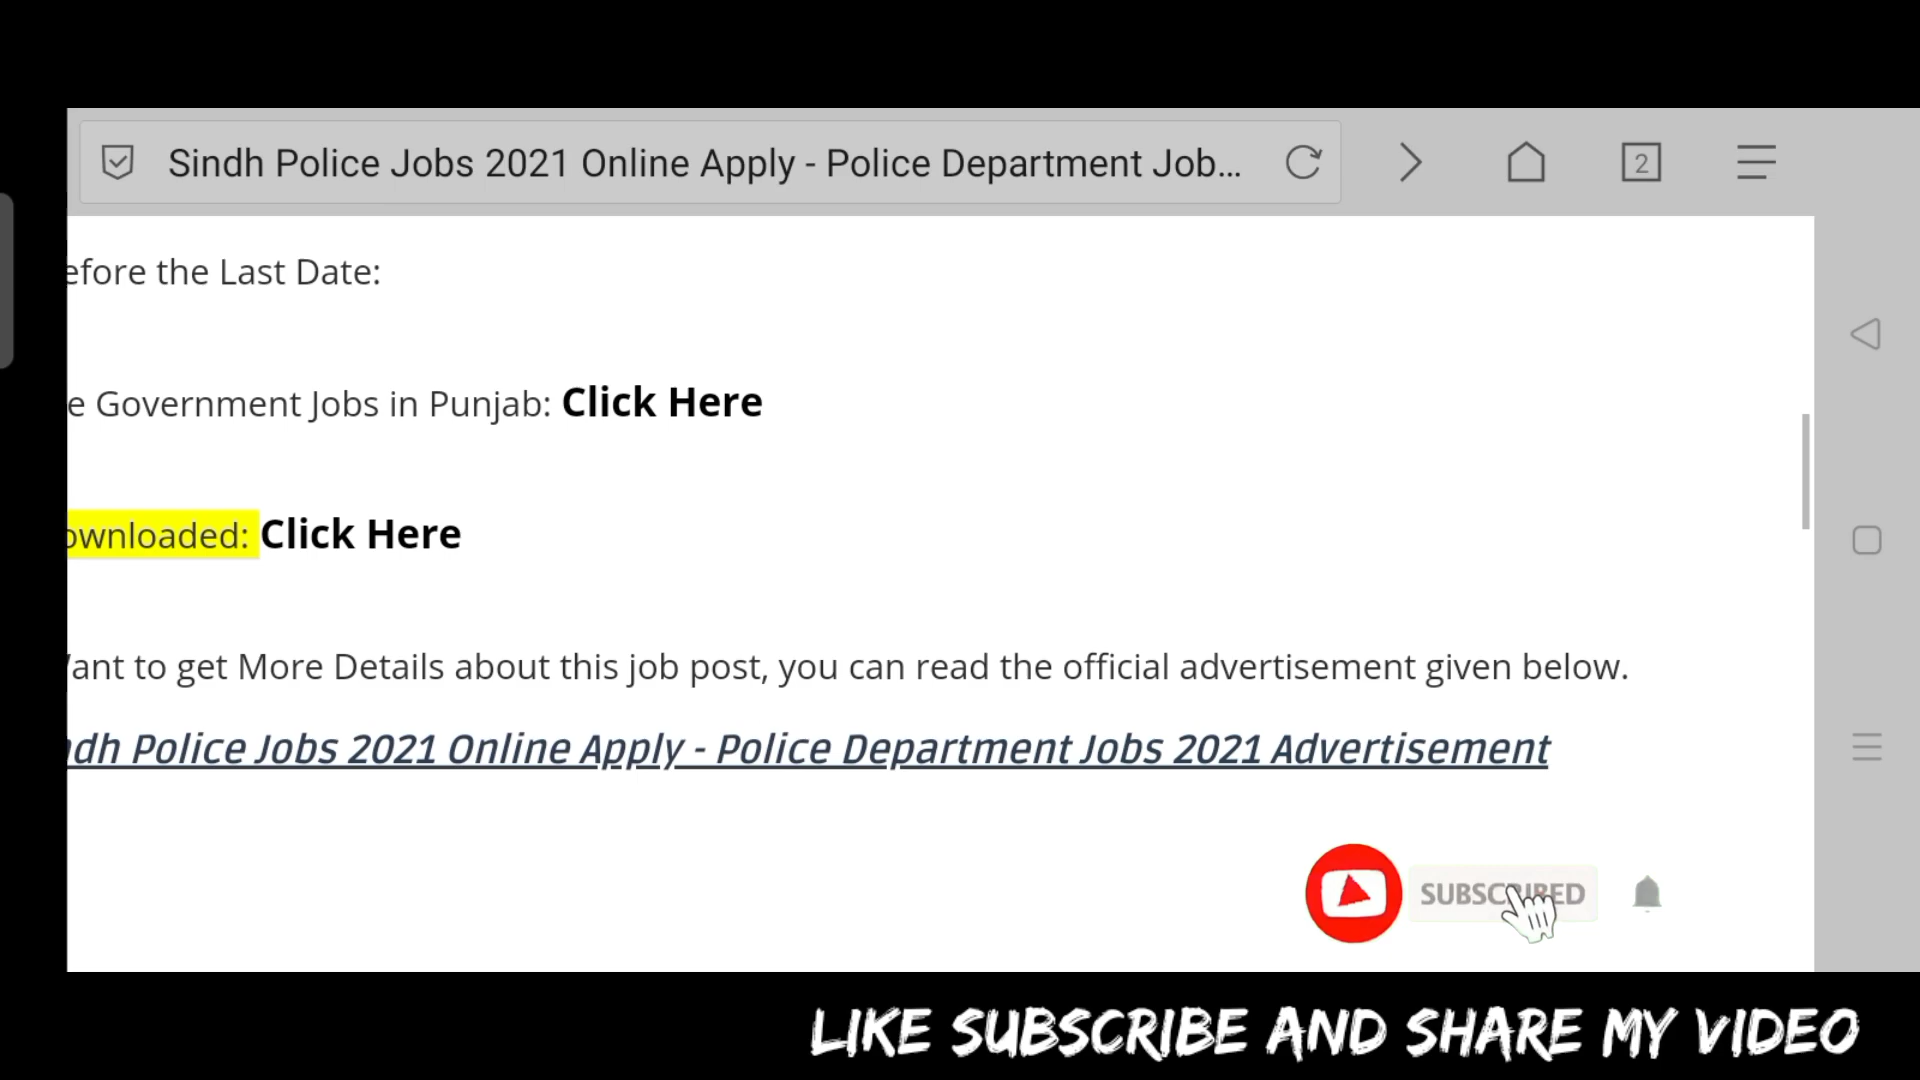 Sindh Police Jobs 2021 Online Apply - Police Department Job...
2
efore the Last Date:
e Government Jobs in Punjab: Click Here
ownloaded: Click Here
ant to get More Details about this job post, you can read the official advertisement given below.
dh Police Jobs 2021 Online Apply - Police Department Jobs 2021 Advertisement
SUBSCRIBED
LIKE SUBSCRIBE AND SHARE MY VIDEO